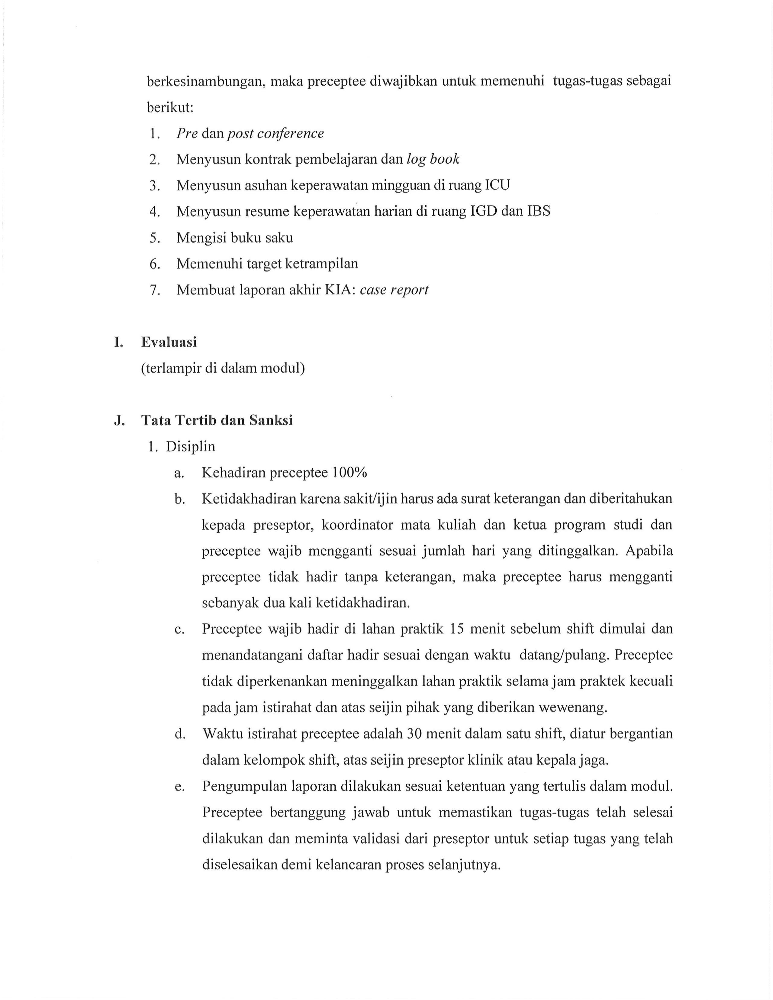 berkesinambungan, maka preceptee diwajibkan untuk memenuhi tugas-tugas sebagai
berikut:
1. Pre dan post conference
2. Menyusun kontrak pembelajaran dan log book
3. Menyusun asuhan keperawatan mingguan di ruang ICU
4. Menyusun resume keperawatan harian di ruang IGD dan IBS
5. Mengisi buku saku
6. Memenuhi target ketrampilan
7. Membuat laporan akhir KIA: case report
I. Evaluasi
(terlampir di dalam modul)
J. Tata Tertib dan Sanksi
1. Disiplin
a. Kehadiran preceptee 100%
b. Ketidakhadiran karena sakit/ijin harus ada surat keterangan dan diberitahukan
kepada preseptor, koordinator mata kuliah dan ketua program studi dan
preceptee wajib mengganti sesuai jumlah hari yang ditinggalkan. Apabila
preceptee tidak hadir tanpa keterangan, maka preceptee harus mengganti
sebanyak dua kali ketidakhadiran.
c. Preceptee wajib hadir di lahan praktik 15 menit sebelum shift dimulai dan
menandatangani daftar hadir sesuai dengan waktu datang/pulang. Preceptee
tidak diperkenankan meninggalkan lahan praktik selama jam praktek kecuali
pada jam istirahat dan atas seijin pihak yang diberikan wewenang.
d. Waktu istirahat preceptee adalah 30 menit dalam satu shift, diatur bergantian
dalam kelompok shift, atas seijin preseptor klinik atau kepala jaga.
e. Pengumpulan laporan dilakukan sesuai ketentuan yang tertulis dalam modul.
Preceptee bertanggung jawab untuk memastikan tugas-tugas telah selesai
dilakukan dan meminta validasi dari preseptor untuk setiap tugas yang telah
diselesaikan demi kelancaran proses selanjutnya.